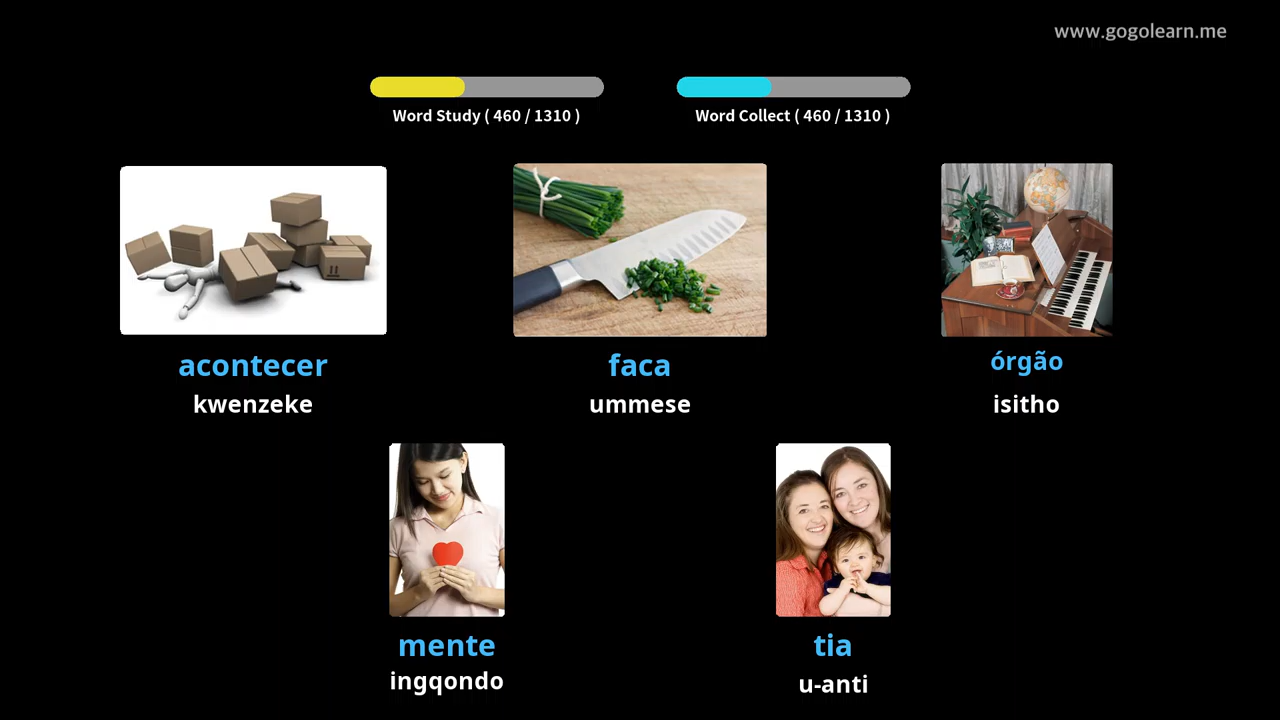 www.gogolearn.me
Word Study ( 460 / 1310 )
Word Collect ( 460 / 1310 )
acontecer
kwenzeke
faca
ummese
órgão
isitho
mente
ingqondo
tia
u-anti